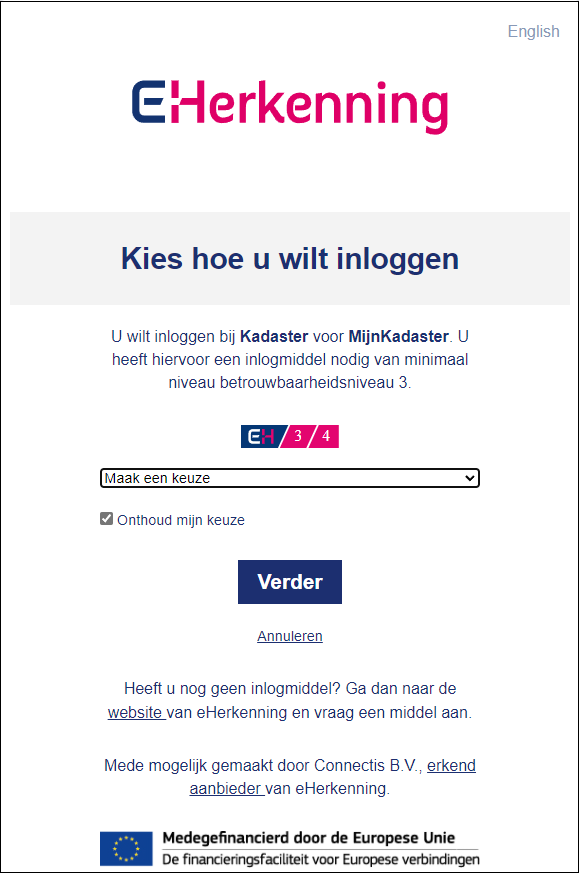 English
EHerkenning
Kies hoe u wilt inloggen
U wilt inloggen bij Kadaster voor MijnKadaster. U
heeft hiervoor een inlogmiddel nodig van minimaal
niveau betrouwbaarheidsniveau 3.
EH 3 4
Maak een keuze
Onthoud mijn keuze
Verder
Annuleren
Heeft u nog geen inlogmiddel? Ga dan naar de
website van eHerkenning en vraag een middel aan.
Mede mogelijk gemaakt door Connectis B.V., erkend
aanbieder van eHerkenning.
Medegefinancierd door de Europese Unie
De financieringsfaciliteit voor Europese verbindingen